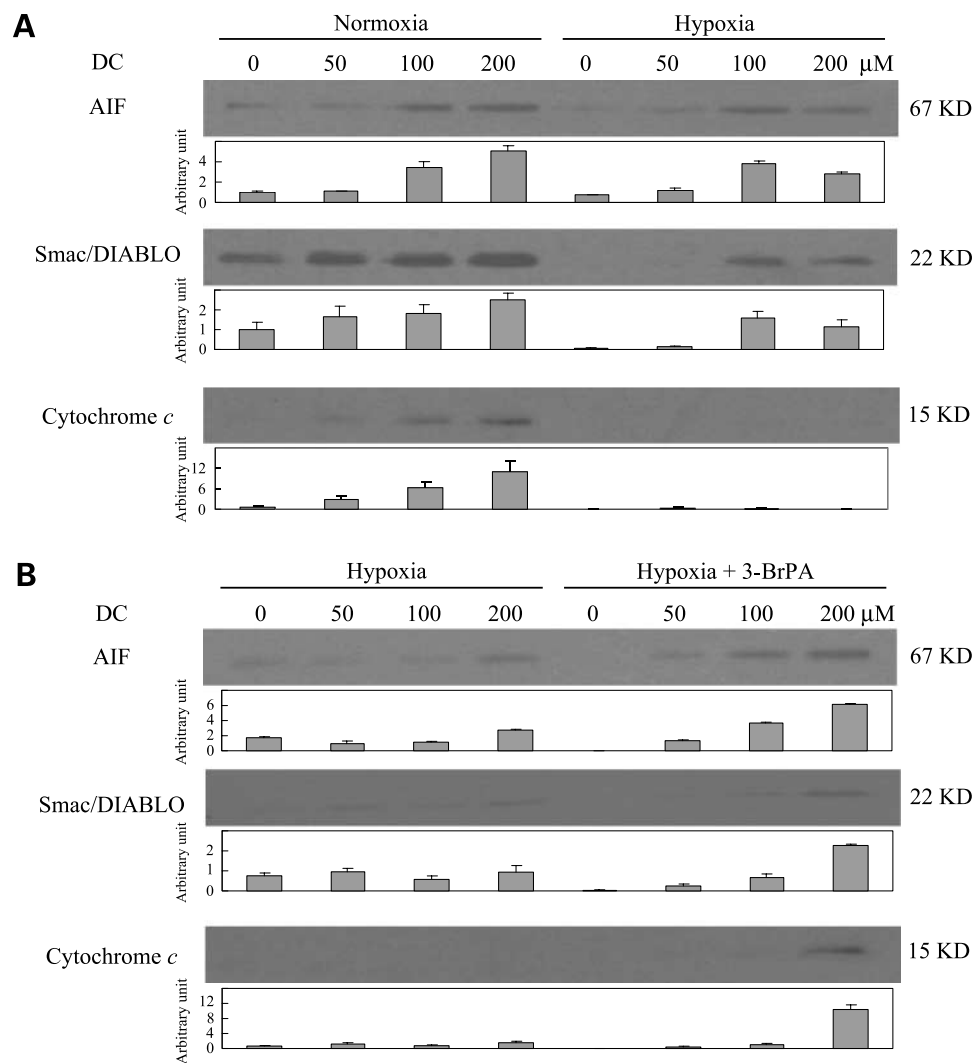 A
Normoxia Hypoxia
DC 0 50 100 200 0 50 100 200 μM
AIF 67 KD
Arbitrary unit 4 2 0
Smac/DIABLO 22 KD
Arbitrary unit 2 1 0
Cytochrome c 15 KD
Arbitrary unit 12 6 0
B
Hypoxia Hypoxia + 3-BrPA
DC 0 50 100 200 0 50 100 200 μM
AIF 67 KD
Arbitrary unit 6 4 2 0
Smac/DIABLO 22 KD
Arbitrary unit 2 1 0
Cytochrome c 15 KD
Arbitrary unit 12 8 4 0